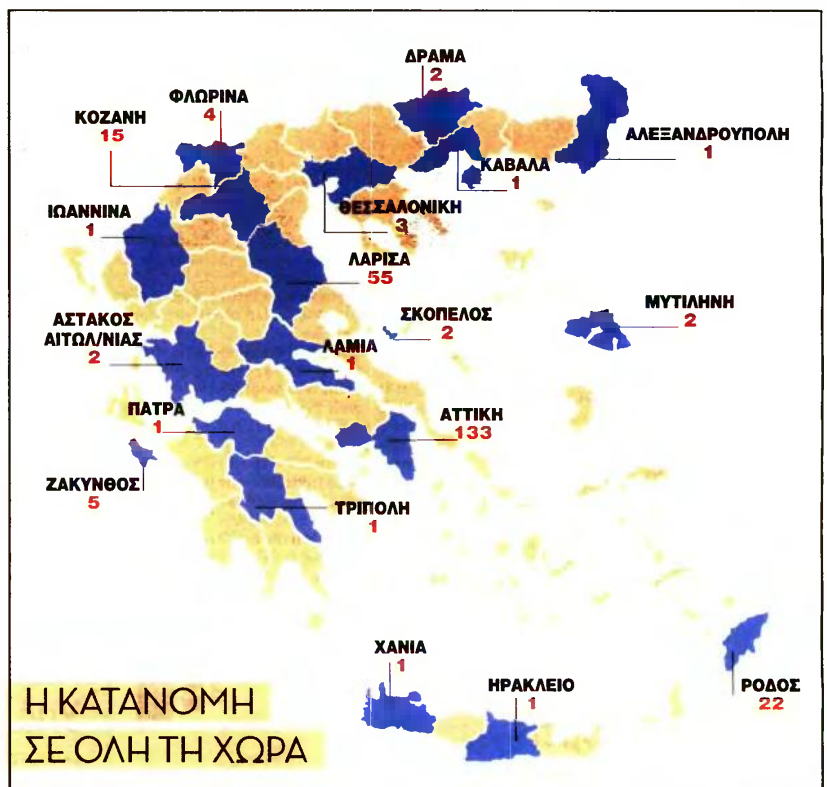 ΔΡΑΜΑ
2
ΦΛΩΡΙΝΑ
4
ΚΟΖΑΝΗ
15
ΑΛΕΞΑΝΔΡΟΥΠΟΛΗ
1
ΚΑΒΑΛΑ
1
ΙΩΑΝΝΙΝΑ
1
ΘΕΣΣΑΛΟΝΙΚΗ
3
ΛΑΡΙΣΑ
55
ΑΣΤΑΚΟΣ
ΑΙΤΩΛ/ΝΙΑΣ
2
ΣΚΟΠΕΛΟΣ
2
ΜΥΤΙΛΗΝΗ
2
ΛΑΜΙΑ
1
ΠΑΤΡΑ
1
ΑΤΤΙΚΗ
133
ΖΑΚΥΝΘΟΣ
5
ΤΡΙΠΟΛΗ
1
ΧΑΝΙΑ
1
ΗΡΑΚΛΕΙΟ
1
ΡΟΔΟΣ
22
Η ΚΑΤΑΝΟΜΗ
ΣΕ ΟΛΗ ΤΗ ΧΩΡΑ